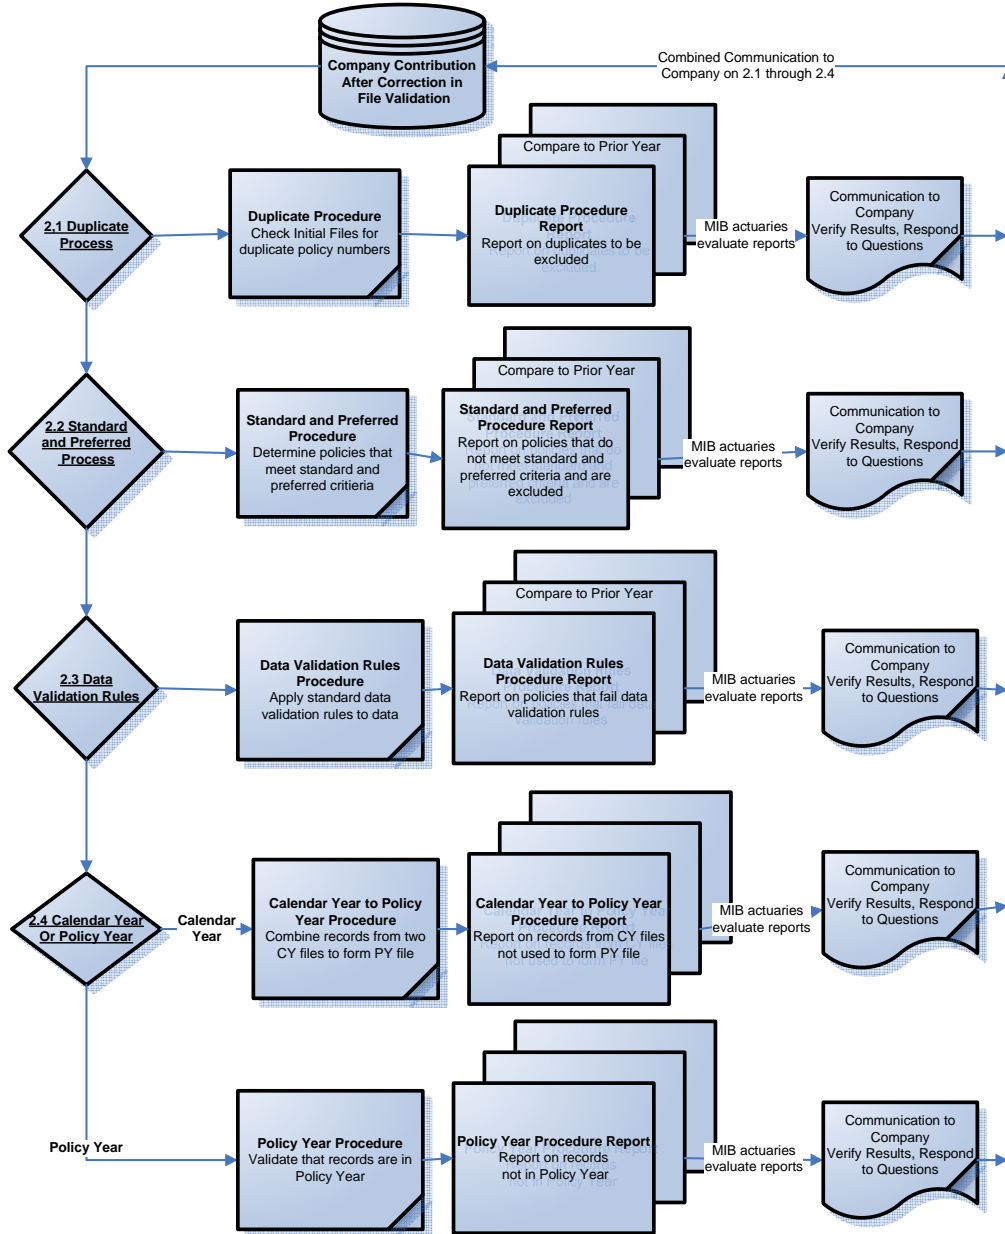 Company Contribution
After Correction in
File Validation
Combined Communication to
Company on 2.1 through 2.4
Compare to Prior Year
2,1 Duplicate
Process
Duplicate Procedure
Check Initial Files for
duplicate policy numbers
Duplicate Procedure
Report
Report on duplicates to be
excluded
MIB actuaries
evaluate reports
Communication to
Company
Verify Results, Respond
to Questions
Compare to Prior Year
2.2 Standard
and Preferred
Process
Standard and Preferred
Procedure
Determine policies that
meet standard and
preferred critieria
Standard and Preferred
Procedure Report
Report on policies that do
not meet standard and
preferred criteria and are
excluded
MIB actuaries
evaluate reports
Communication to
Company
Verify Results, Respond
to Questions
Compare to Prior Year
2.3 Data
Validation Rules
Data Validation Rules
Procedure
Apply standard data
validation rules to data
Data Validation Rules
Procedure Report
Report on policies that fail data
validation rules
MIB actuaries
evaluate reports
Communication to
Company
Verify Results, Respond
to Questions
2.4 Calendar Year
Or Policy Year
Calendar
Year
Calendar Year to Policy
Year Procedure
Combine records from two
CY files to form PY file
Calendar Year to Policy Year
Procedure Report
Report on records from CY files
not used to form PY file
MIB actuaries
evaluate reports
Communication to
Company
Verify Results, Respond
to Questions
Policy Year
Policy Year Procedure
Validate that records are in
Policy Year
Policy Year Procedure Report
Report on records
not in Policy Year
MIB actuaries
evaluate reports
Communication to
Company
Verify Results, Respond
to Questions